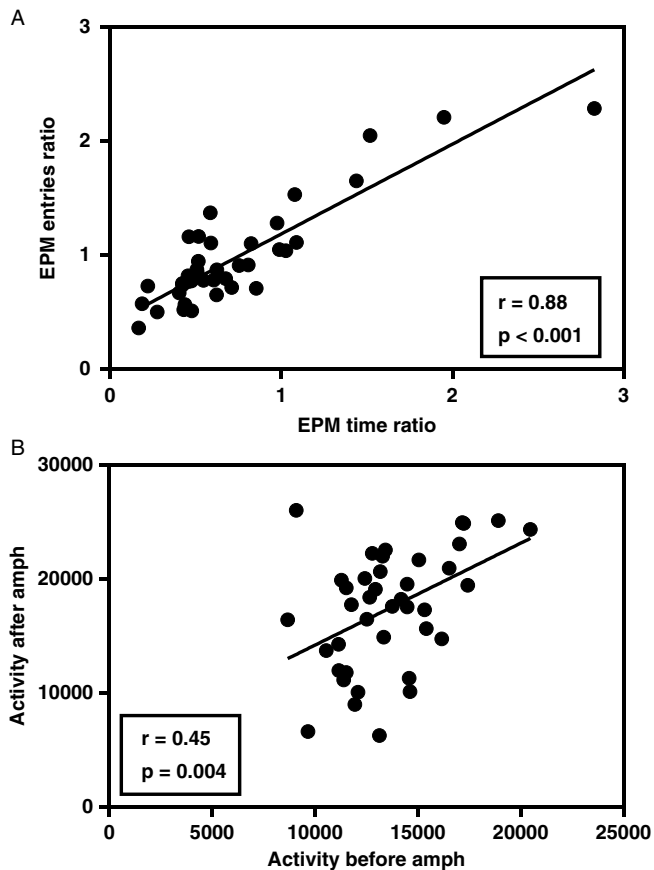 A
3
2
1
0
EPM entries ratio
r = 0.88
p < 0.001
0 1 2 3
EPM time ratio
B
30000
20000
10000
0
Activity after amph
r = 0.45
p = 0.004
0 5000 10000 15000 20000 25000
Activity before amph